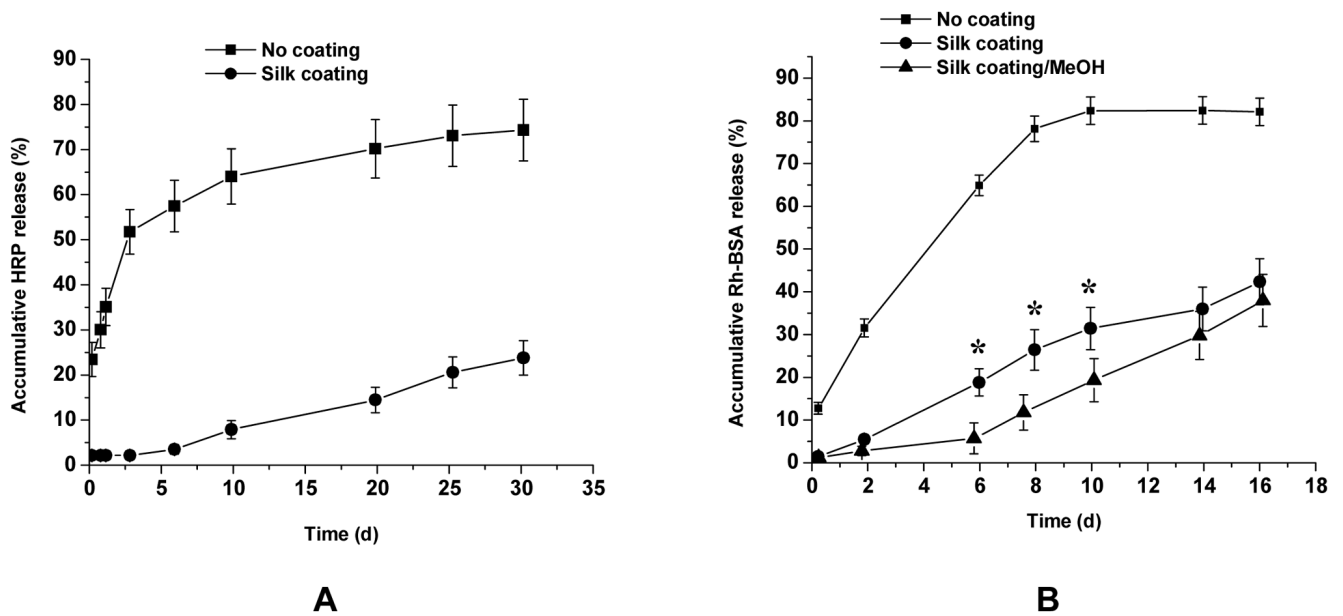 No coating
Silk coating
Accumulative HRP release (%)
90
80
70
60
50
40
30
20
10
0
0 5 10 15 20 25 30 35
Time (d)
A
No coating
Silk coating
Silk coating/MeOH
Accumulative Rh-BSA release (%)
90
80
70
60
50
40
30
20
10
0
* * *
0 2 4 6 8 10 12 14 16 18
Time (d)
B